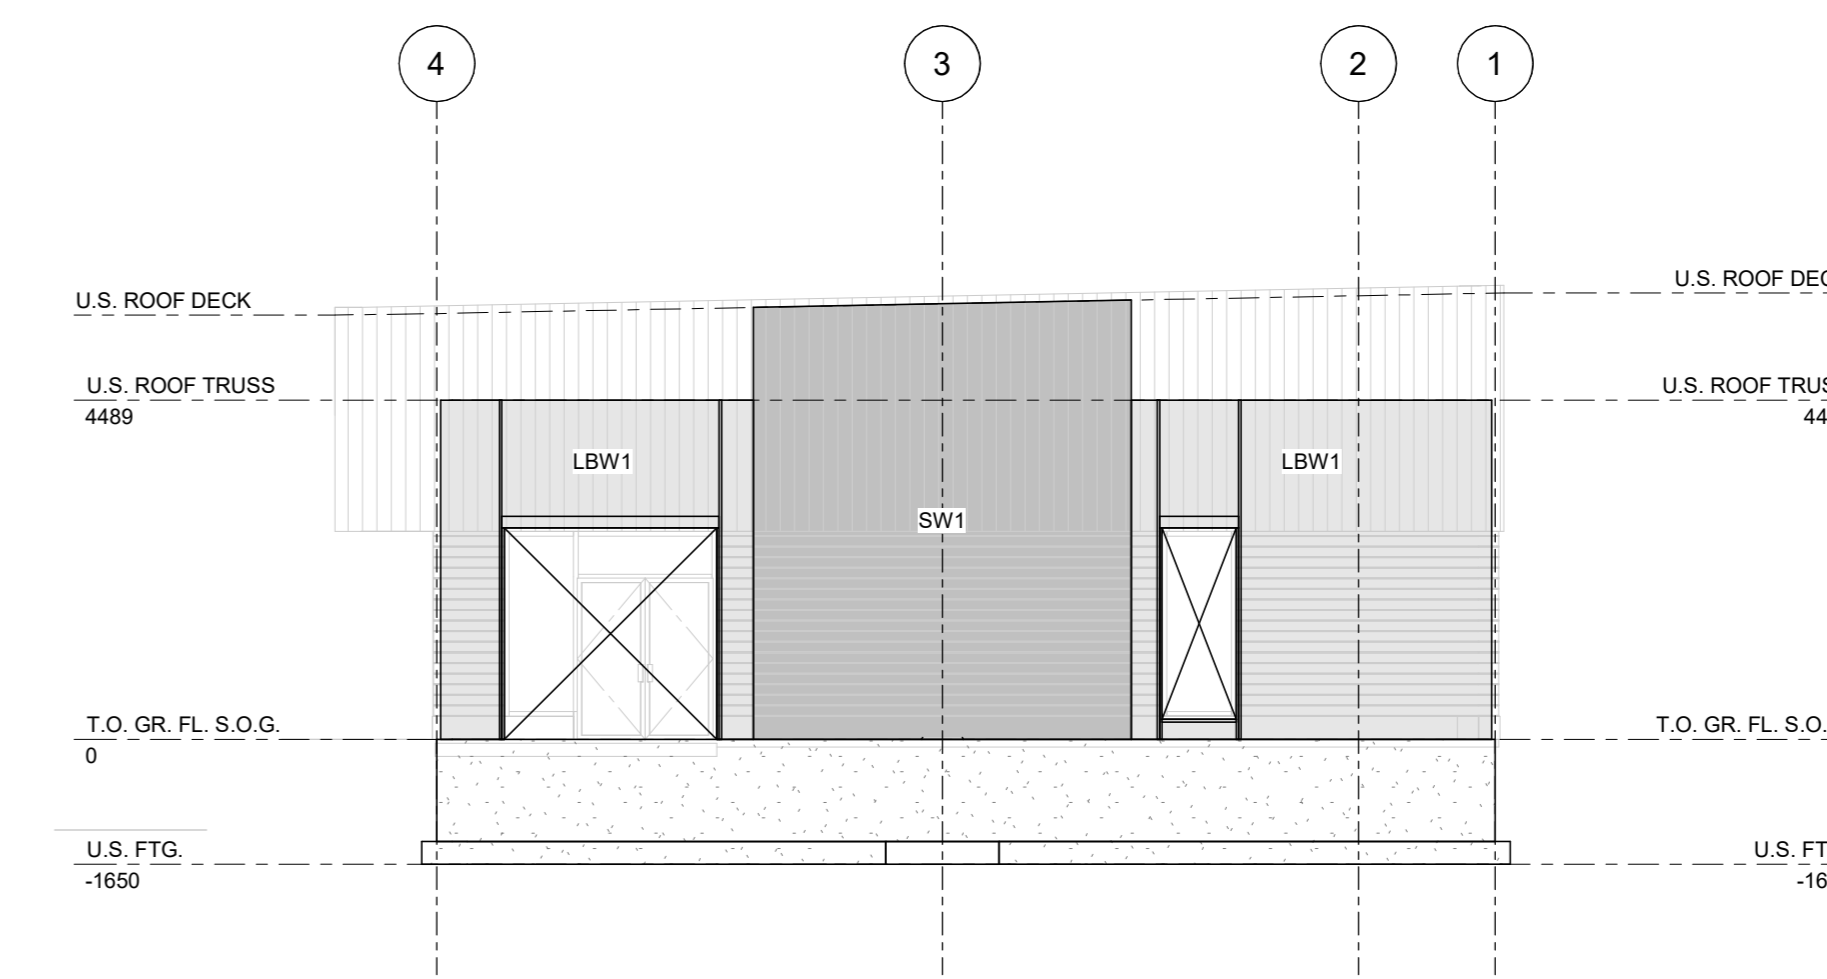 4 3 2 1
U.S. ROOF DECK U.S. ROOF DEC
U.S. ROOF TRUSS U.S. ROOF TRUS
4489 44
LBW1 LBW1
SW1
T.O. GR. FL. S.O.G. T.O. GR. FL. S.O.
0
U.S. FTG. U.S. FT
-1650 -16